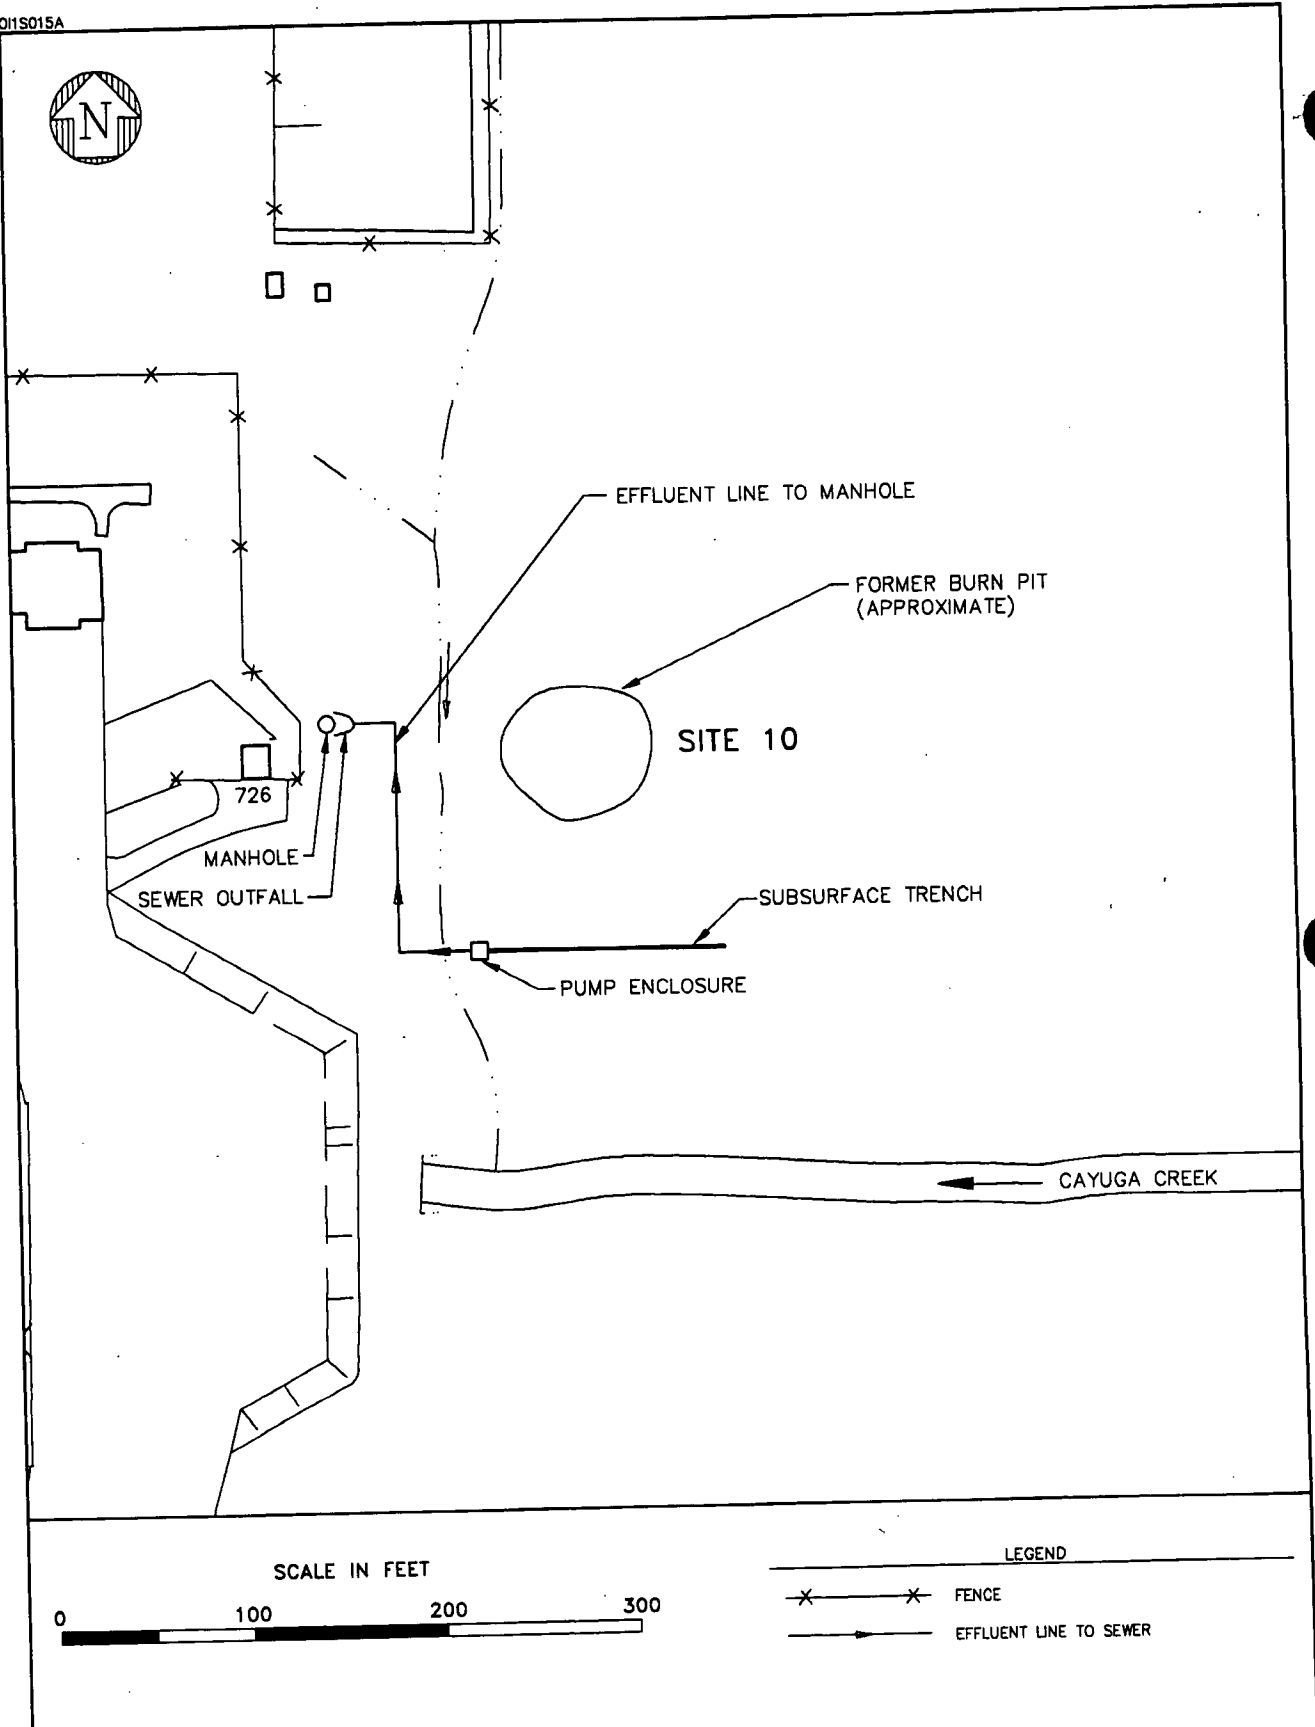 011S015A
N
EFFLUENT LINE TO MANHOLE
FORMER BURN PIT
(APPROXIMATE)
SITE 10
726
MANHOLE
SEWER OUTFALL
SUBSURFACE TRENCH
PUMP ENCLOSURE
CAYUGA CREEK
SCALE IN FEET
0 100 200 300
LEGEND
FENCE
EFFLUENT LINE TO SEWER